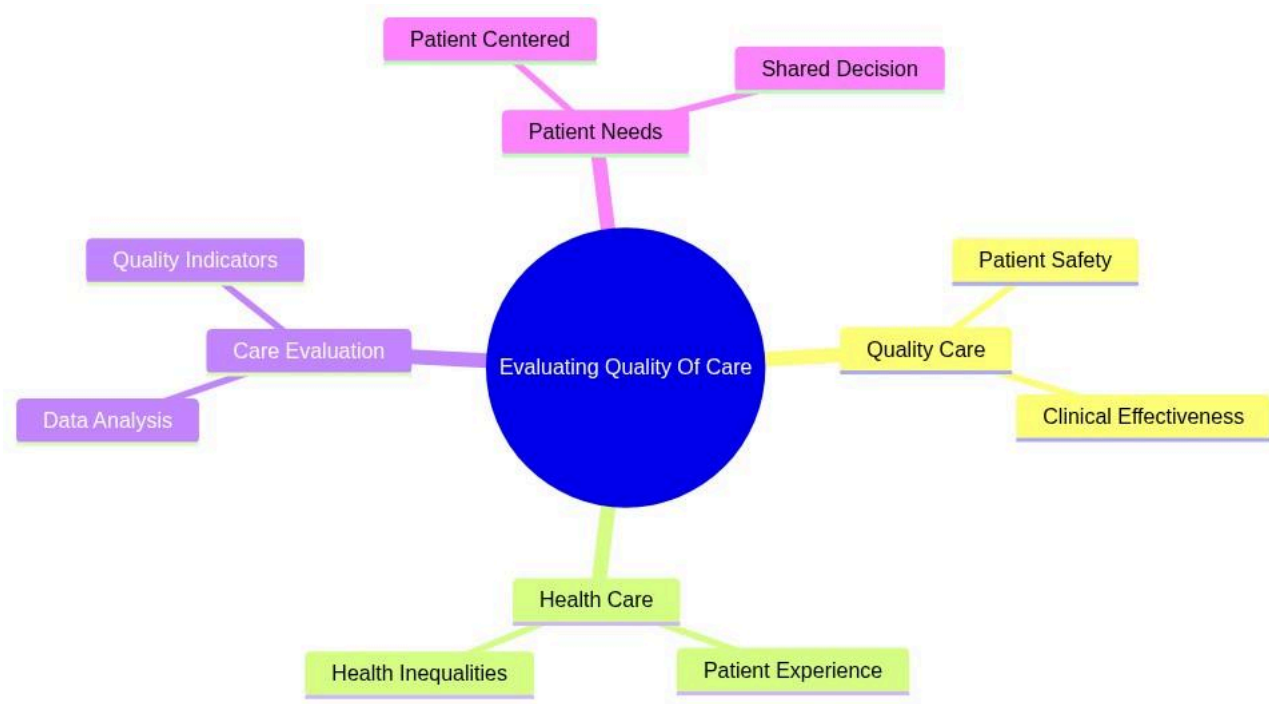 Patient Centered
Shared Decision
Patient Needs
Quality Indicators
Patient Safety
Care Evaluation
Evaluating Quality Of Care
Quality Care
Data Analysis
Clinical Effectiveness
Health Care
Health Inequalities
Patient Experience